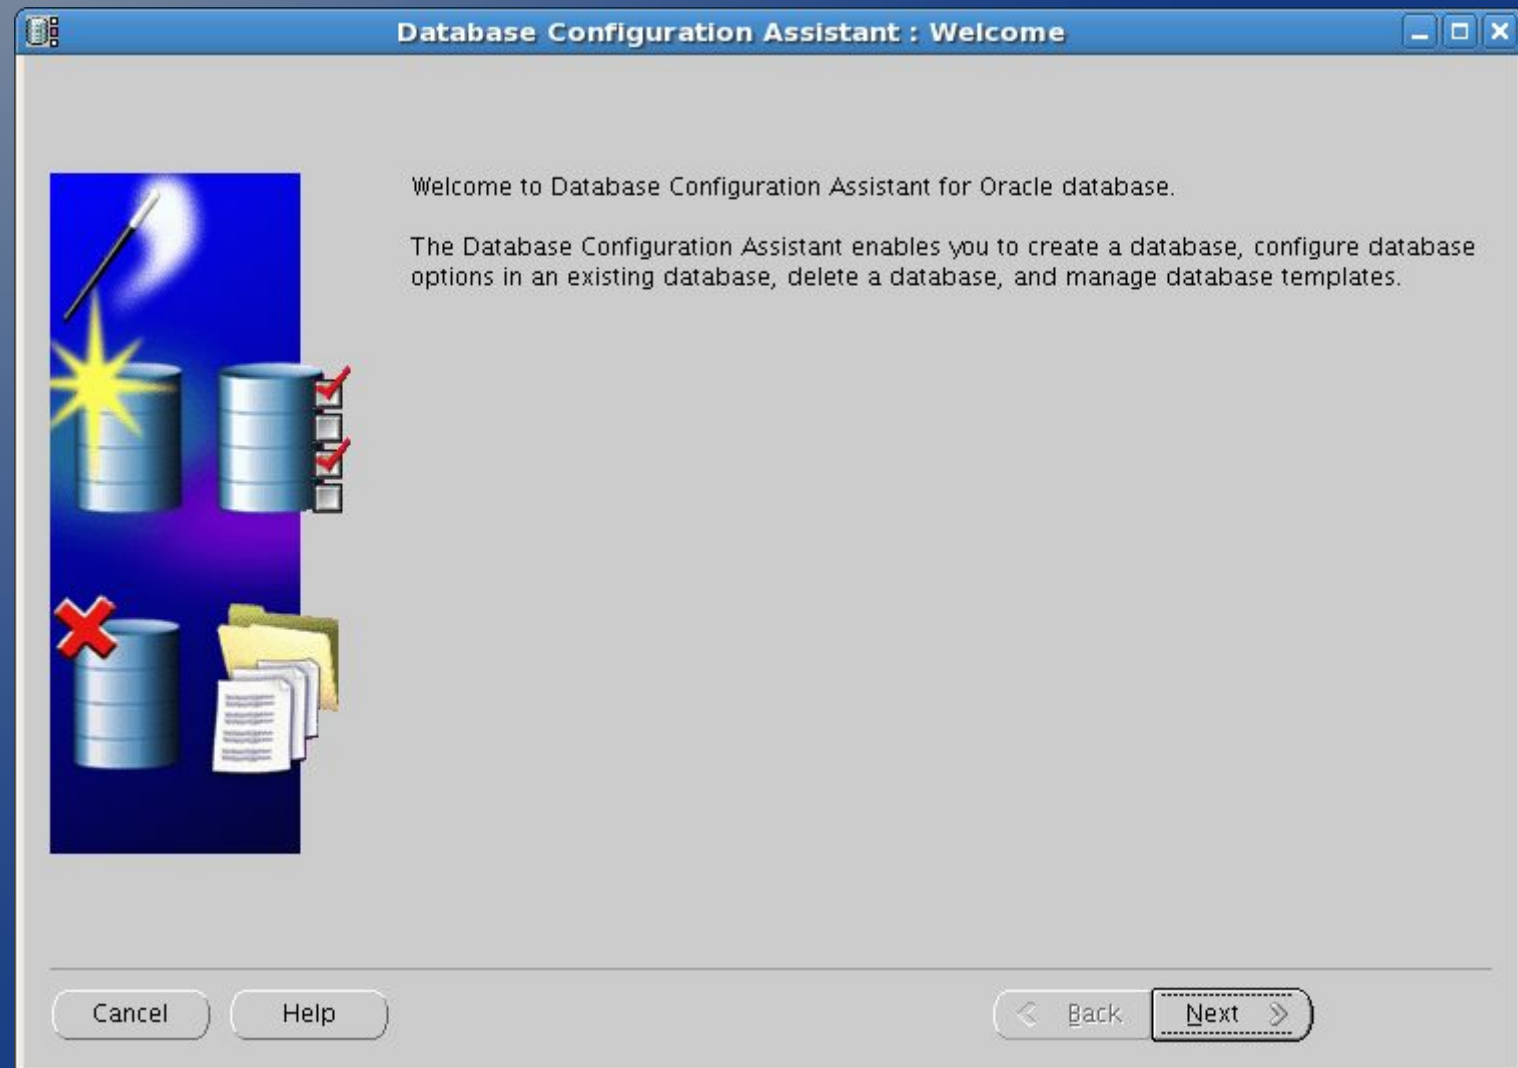 Database Configuration Assistant : Welcome
Welcome to Database Configuration Assistant for Oracle database.
The Database Configuration Assistant enables you to create a database, configure database
options in an existing database, delete a database, and manage database templates.
Cancel
Help
Back
Next